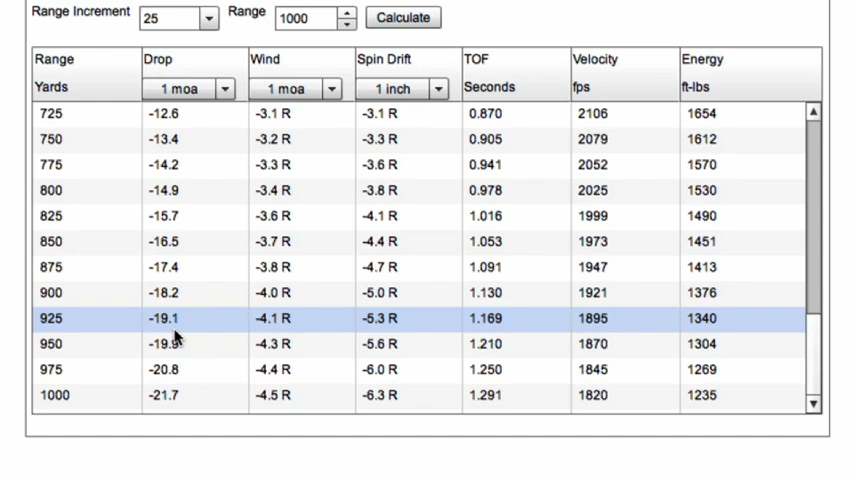 Range Increment 25 Range 1000 Calculate
Range Drop Wind Spin Drift TOF Velocity Energy
Yards 1 moa 1 moa 1 inch Seconds fps ft-lbs
725 -12.6 -3.1 R -3.1 R 0.870 2106 1654
750 -13.4 -3.2 R -3.3 R 0.905 2079 1612
775 -14.2 -3.3 R -3.6 R 0.941 2052 1570
800 -14.9 -3.4 R -3.8 R 0.978 2025 1530
825 -15.7 -3.6 R -4.1 R 1.016 1999 1490
850 -16.5 -3.7 R -4.4 R 1.053 1973 1451
875 -17.4 -3.8 R -4.7 R 1.091 1947 1413
900 -18.2 -4.0 R -5.0 R 1.130 1921 1376
925 -19.1 -4.1 R -5.3 R 1.169 1895 1340
950 -19.9 -4.3 R -5.6 R 1.210 1870 1304
975 -20.8 -4.4 R -6.0 R 1.250 1845 1269
1000 -21.7 -4.5 R -6.3 R 1.291 1820 1235